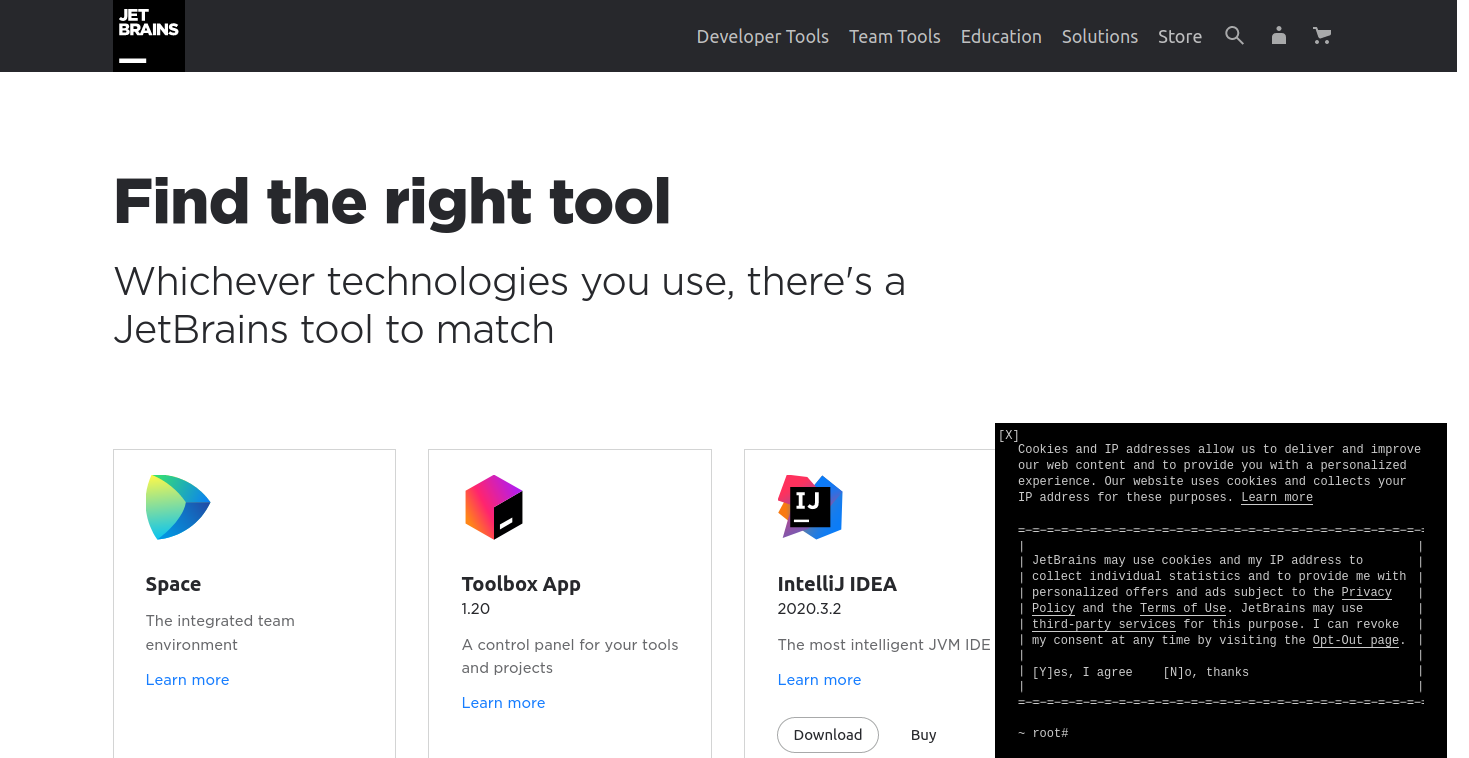 JET
BRAINS
Developer Tools
Team Tools
Education
Solutions
Store
Find the right tool
Whichever technologies you use, there's a
JetBrains tool to match
Space
The integrated team
environment
Learn more
Toolbox App
1.20
A control panel for your tools
and projects
Learn more
IJ
IntelliJ IDEA
2020.3.2
The most intelligent JVM IDE
Learn more
Download
Buy
[X]
Cookies and IP addresses allow us to deliver and improve
our web content and to provide you with a personalized
experience. Our website uses cookies and collects your
IP address for these purposes. Learn more
JetBrains may use cookies and my IP address to
collect individual statistics and to provide me with
personalized offers and ads subject to the Privacy
Policy and the Terms of Use. JetBrains may use
third-party services for this purpose. I can revoke
my consent at any time by visiting the Opt-Out page.
[Y]es, I agree [N]o, thanks
~ root#